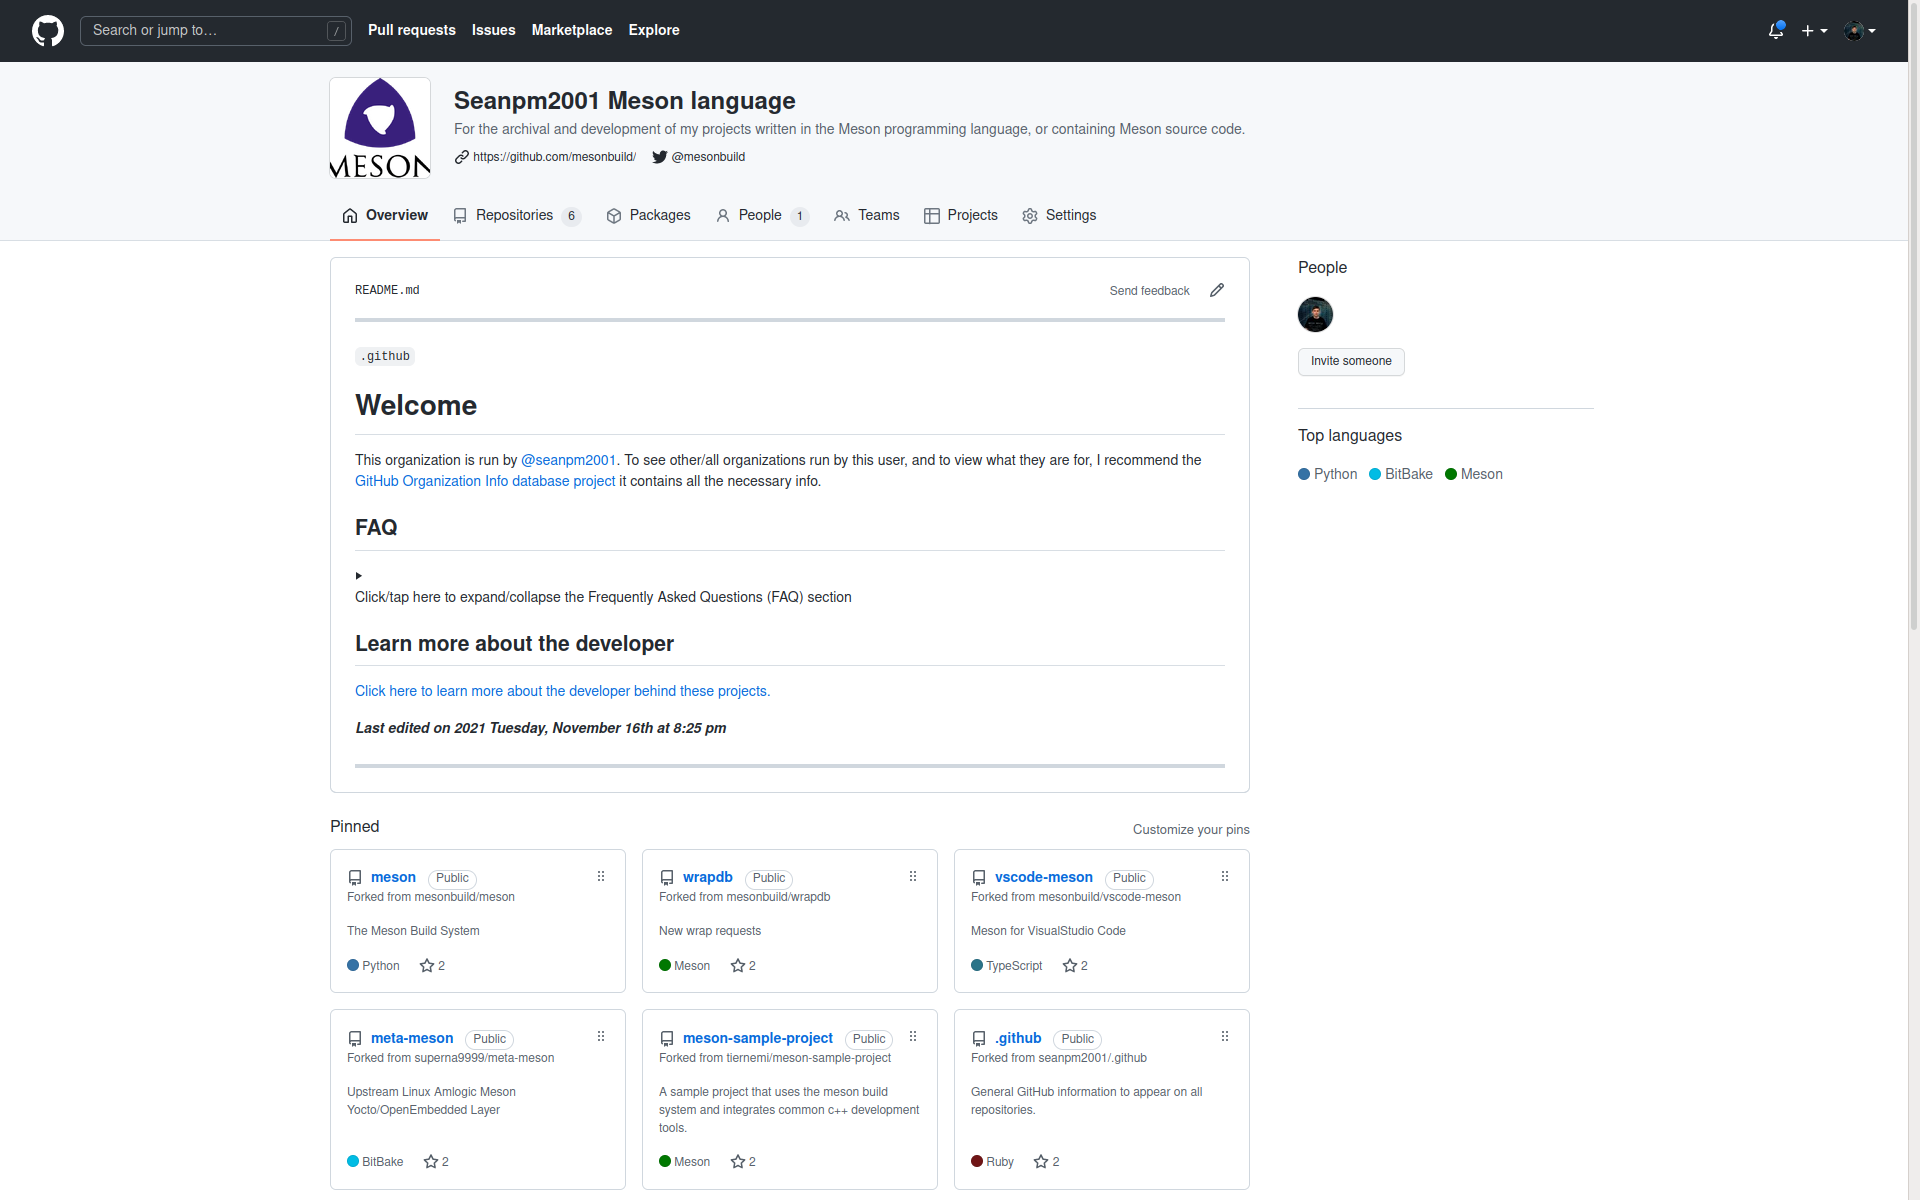 Search or jump to…
/
Pull requests
Issues
Marketplace
Explore
MESON
Seanpm2001 Meson language
For the archival and development of my projects written in the Meson programming language, or containing Meson source code.
https://github.com/mesonbuild/
@mesonbuild
Overview
Repositories 6
Packages
People 1
Teams
Projects
Settings
README.md
Send feedback
.github
Welcome
This organization is run by @seanpm2001. To see other/all organizations run by this user, and to view what they are for, I recommend the
GitHub Organization Info database project it contains all the necessary info.
FAQ
Click/tap here to expand/collapse the Frequently Asked Questions (FAQ) section
Learn more about the developer
Click here to learn more about the developer behind these projects.
Last edited on 2021 Tuesday, November 16th at 8:25 pm
People
Invite someone
Top languages
Python
BitBake
Meson
Pinned
Customize your pins
meson Public
Forked from mesonbuild/meson
The Meson Build System
Python 2
wrapdb Public
Forked from mesonbuild/wrapdb
New wrap requests
Meson 2
vscode-meson Public
Forked from mesonbuild/vscode-meson
Meson for VisualStudio Code
TypeScript 2
meta-meson Public
Forked from superna9999/meta-meson
Upstream Linux Amlogic Meson
Yocto/OpenEmbedded Layer
BitBake 2
meson-sample-project Public
Forked from tiernemi/meson-sample-project
A sample project that uses the meson build
system and integrates common c++ development
tools.
Meson 2
.github Public
Forked from seanpm2001/.github
General GitHub information to appear on all
repositories.
Ruby 2